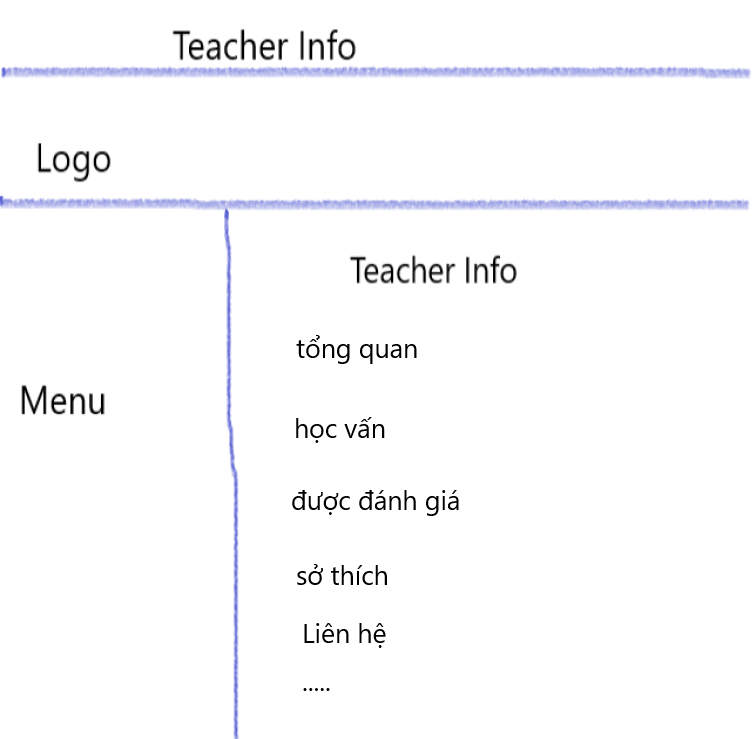 Teacher Info
Logo
Menu
Teacher Info
tổng quan
học vấn
được đánh giá
sở thích
Liên hệ
.....